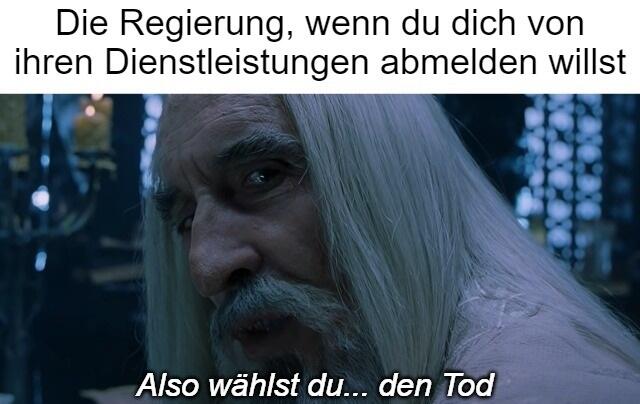 Die Regierung, wenn du dich von
ihren Dienstleistungen abmelden willst
Also wählst du... den Tod